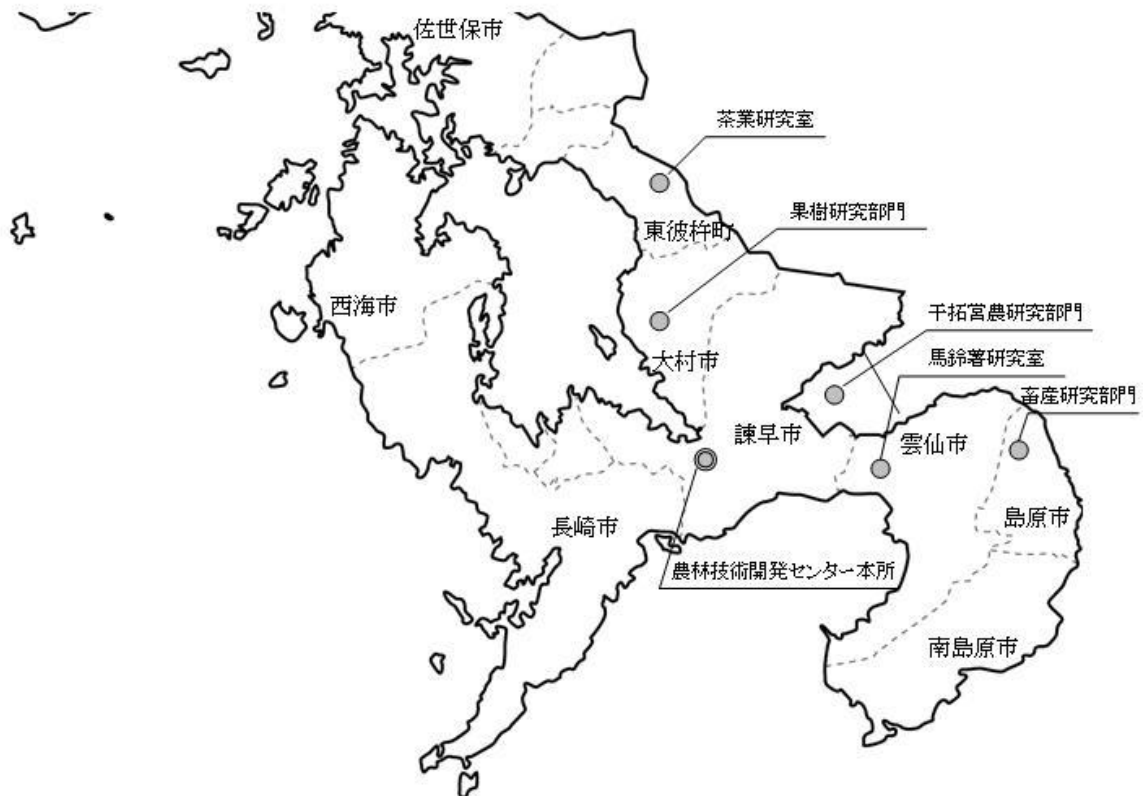 佐世保市
茶業研究室
果樹研究部門
東彼杵町
西海市
干拓営農研究部門
大村市
馬鈴薯研究室
畜産研究部門
諫早市
雲仙市
島原市
長崎市
農林技術開発センター本所
南島原市